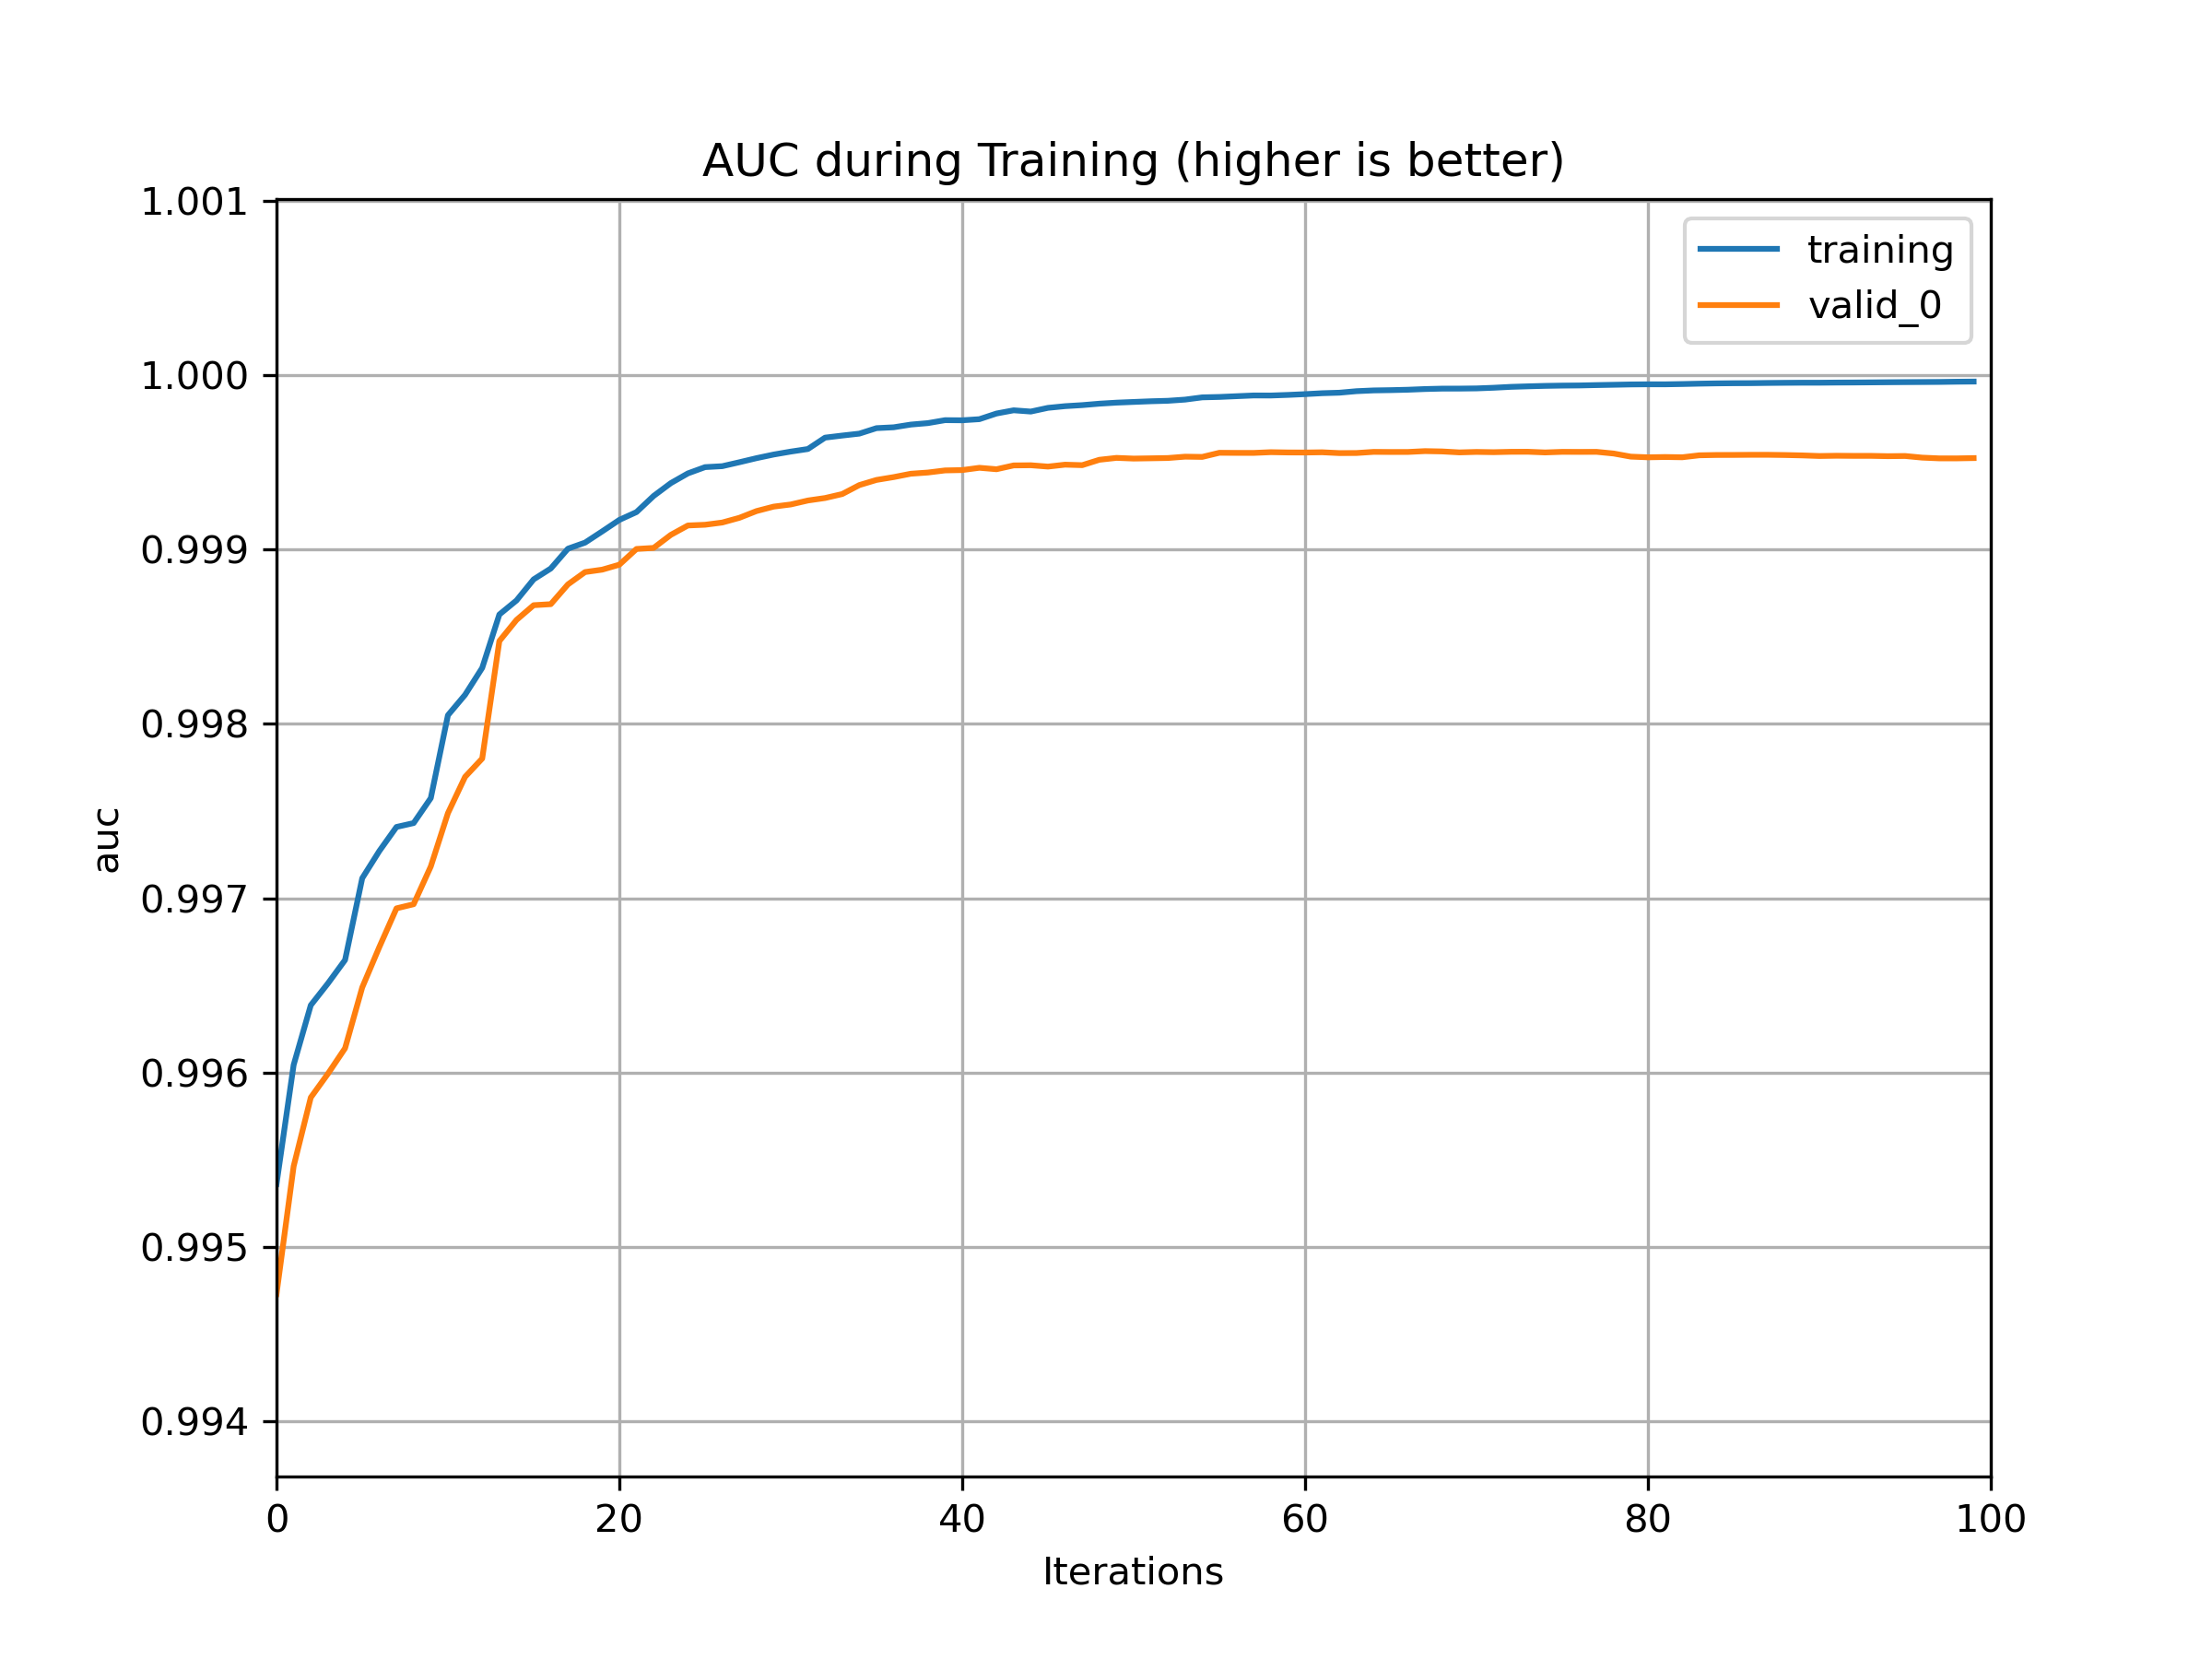 AUC during Training (higher is better)
1.001
1.000
0.999
0.998
0.997
0.996
0.995
0.994
auc
training
valid_0
0 20 40 60 80 100
Iterations